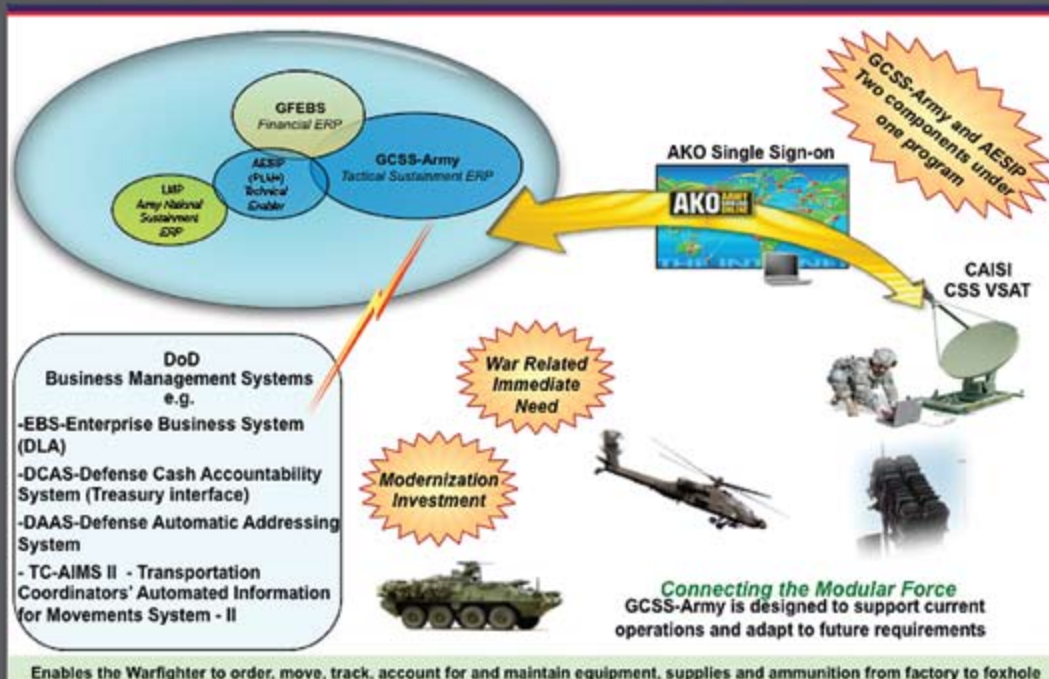 GFEBS
Financial ERP
AESIP
(PLM+)
Technical
Enabler
GCSS-Army
Tactical Sustainment ERP
LMP
Army National
Sustainment
ERP
AKO Single Sign-on
AKO ARMY
KNOWLEDGE
ONLINE
THE INTERNET
GCSS-Army and AESIP
Two components under
one program
CAISI
CSS VSAT
DoD
Business Management Systems
e.g.
-EBS-Enterprise Business System
(DLA)
-DCAS-Defense Cash Accountability
System (Treasury interface)
-DAAS-Defense Automatic Addressing
System
- TC-AIMS II - Transportation
Coordinators' Automated Information
for Movements System - II
War Related
Immediate
Need
Modernization
Investment
Connecting the Modular Force
GCSS-Army is designed to support current
operations and adapt to future requirements
Enables the Warfighter to order, move, track, account for and maintain equipment, supplies and ammunition from factory to foxhole